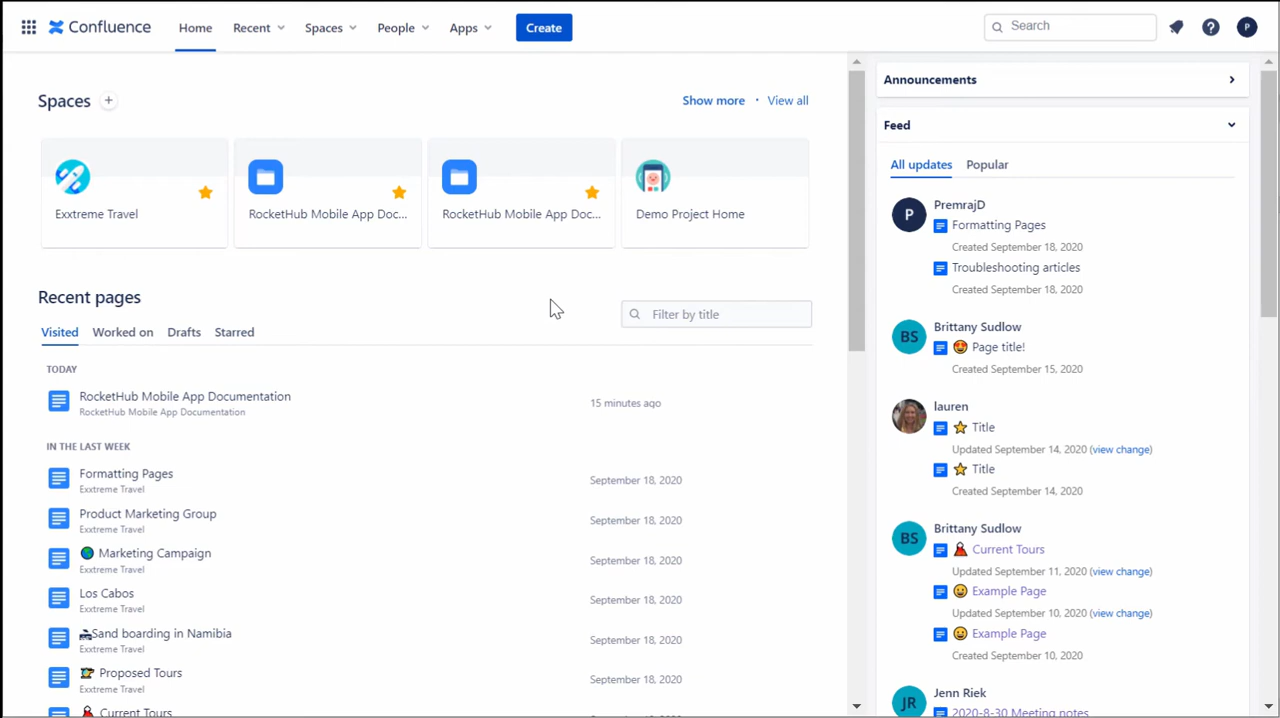 Confluence Home Recent Spaces People Apps Create Search P
Spaces Show more · View all
Exxtreme Travel
RocketHub Mobile App Doc...
RocketHub Mobile App Doc...
Demo Project Home
Recent pages
Filter by title
Visited Worked on Drafts Starred
TODAY
RocketHub Mobile App Documentation
RocketHub Mobile App Documentation
15 minutes ago
IN THE LAST WEEK
Formatting Pages
Exxtreme Travel
September 18, 2020
Product Marketing Group
Exxtreme Travel
September 18, 2020
Marketing Campaign
Exxtreme Travel
September 18, 2020
Los Cabos
Exxtreme Travel
September 18, 2020
Sand boarding in Namibia
Exxtreme Travel
September 18, 2020
Proposed Tours
Exxtreme Travel
September 18, 2020
Current Tours
Announcements
Feed
All updates Popular
P
PremrajD
Formatting Pages
Created September 18, 2020
Troubleshooting articles
Created September 18, 2020
BS
Brittany Sudlow
Page title!
Created September 15, 2020
lauren
Title
Updated September 14, 2020 (view change)
Title
Created September 14, 2020
BS
Brittany Sudlow
Current Tours
Updated September 11, 2020 (view change)
Example Page
Updated September 10, 2020 (view change)
Example Page
Created September 10, 2020
JR
Jenn Riek
2020-8-30 Meeting notes